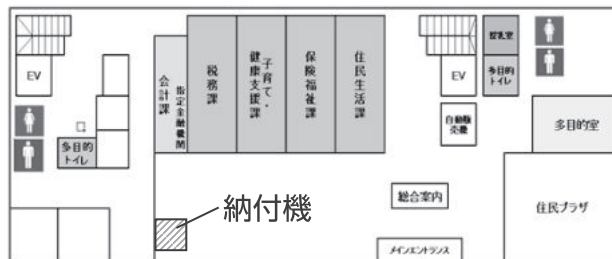 EV
多目的
トイレ
会計課
指定金融機関
税務課
子育て・
健康支援課
保険福祉課
住民生活課
EV
授乳室
多目的
トイレ
自動販
売機
多目的室
住民プラザ
総合案内
メインエントランス
納付機